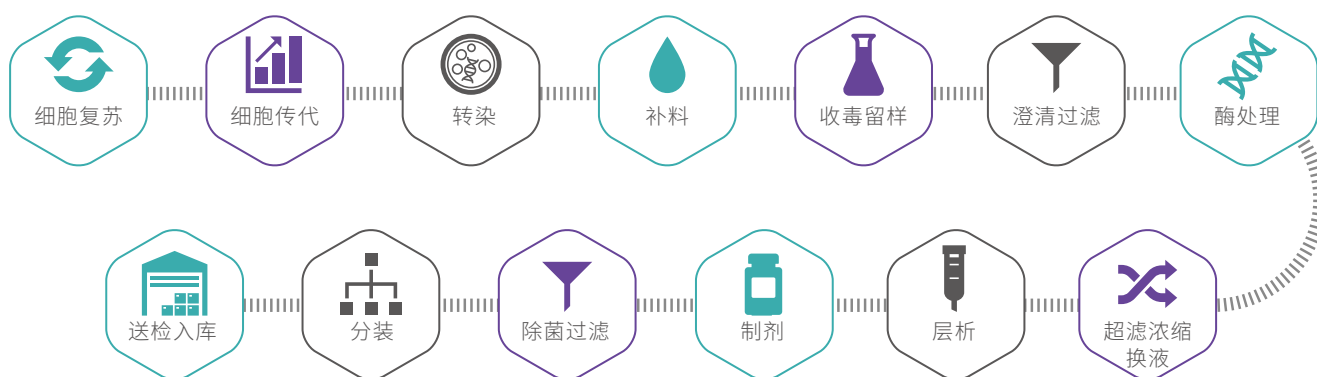 细胞复苏
细胞传代
转染
补料
收毒留样
澄清过滤
酶处理
送检入库
分装
除菌过滤
制剂
层析
超滤浓缩
换液